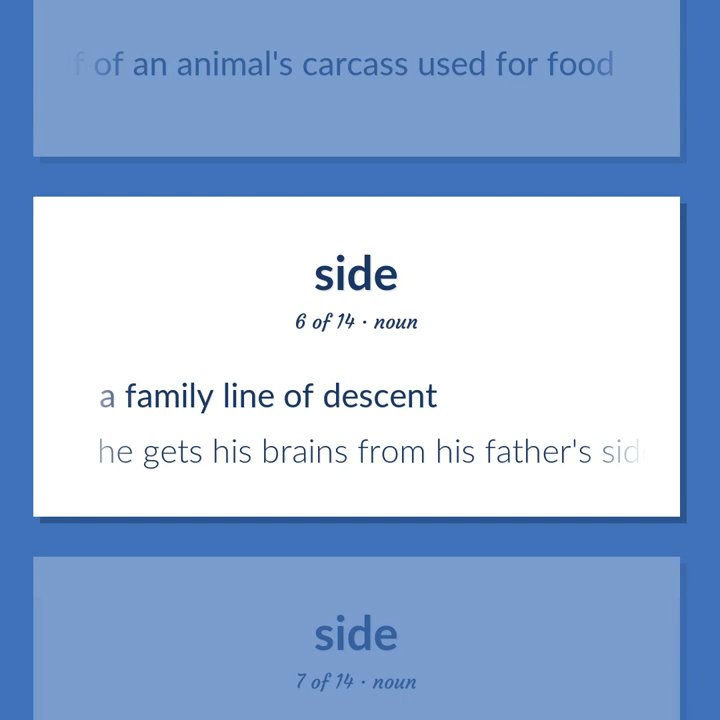 f of an animal's carcass used for food
side
6 of 14 · noun
a family line of descent
he gets his brains from his father's side
side
7 of 14 · noun